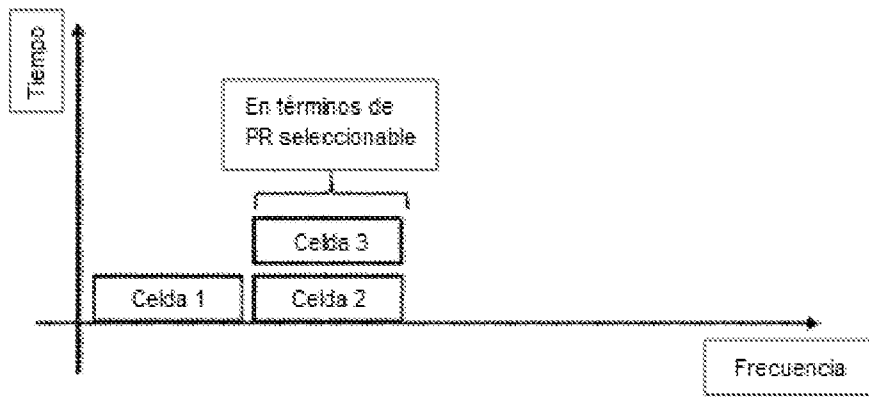 Tiempo
En términos de
PR seleccionable
Celda 3
Celda 1
Celda 2
Frecuencia